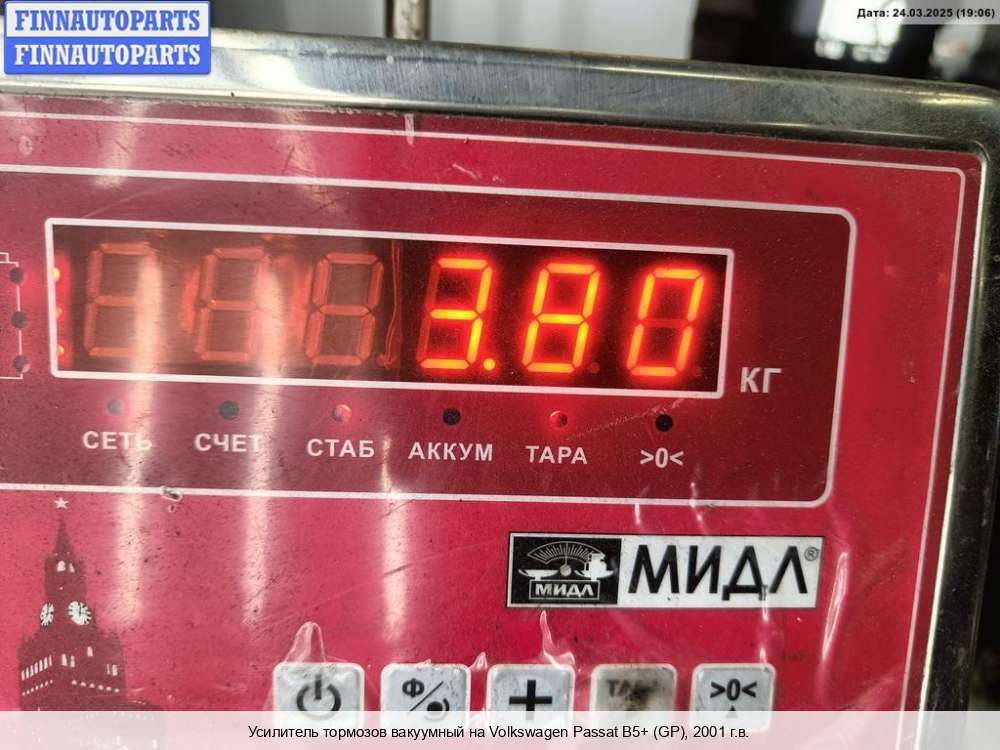 FINNAUTOPARTS
FINNAUTOPARTS
Дата: 24.03.2025 (19:06)
3.80
КГ
СЕТЬ СЧЕТ СТАБ АККУМ ТАРА >0<
МИДЛ МИДЛ®
Ф/ + >0<
Усилитель тормозов вакуумный на Volkswagen Passat B5+ (GP), 2001 г.в.